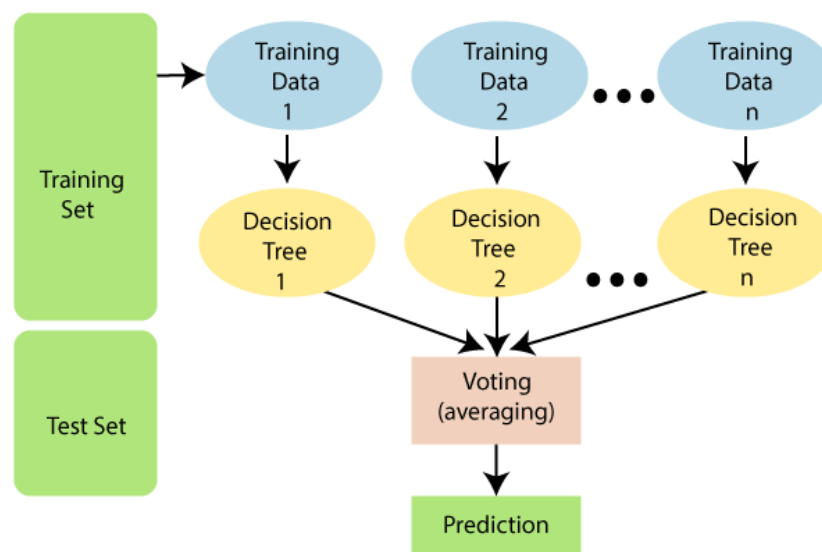 Training
Set
Training
Data
1
Training
Data
2
Training
Data
n
Decision
Tree
1
Decision
Tree
2
Decision
Tree
n
Test Set
Voting
(averaging)
Prediction